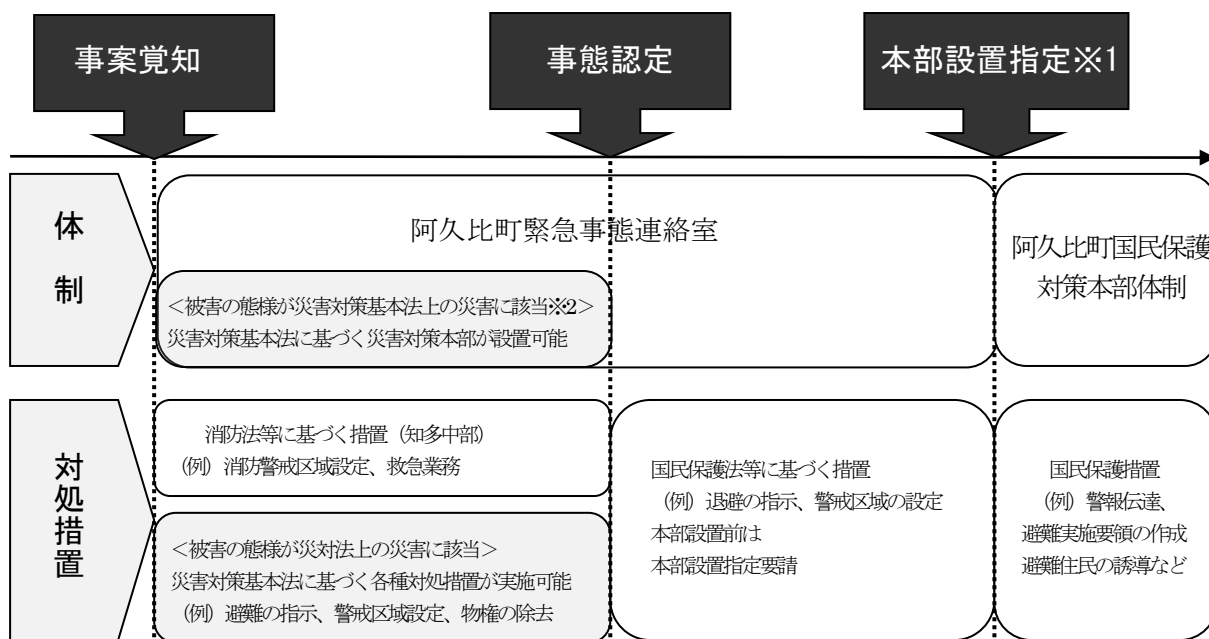 事案覚知
事態認定
本部設置指定※1
体制
阿久比町緊急事態連絡室
<被害の態様が災害対策基本法上の災害に該当※2>
災害対策基本法に基づく災害対策本部が設置可能
阿久比町国民保護
対策本部体制
対処措置
消防法等に基づく措置(知多中部)
(例)消防警戒区域設定、救急業務
<被害の態様が災対法上の災害に該当>
災害対策基本法に基づく各種対処措置が実施可能
(例)避難の指示、警戒区域設定、物権の除去
国民保護法等に基づく措置
(例)退避の指示、警戒区域の設定
本部設置前は
本部設置指定要請
国民保護措置
(例)警報伝達、
避難実施要領の作成
避難住民の誘導など